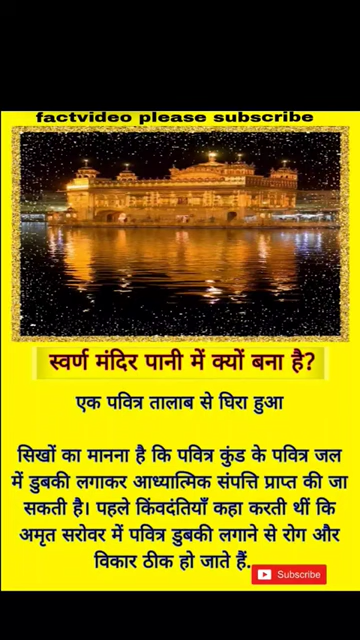 factvideo please subscribe
स्वर्ण मंदिर पानी में क्यों बना है?
एक पवित्र तालाब से घिरा हुआ
सिखों का मानना है कि पवित्र कुंड के पवित्र जल
में डुबकी लगाकर आध्यात्मिक संपत्ति प्राप्त की जा
सकती है। पहले किंवदंतियाँ कहा करती थीं कि
अमृत सरोवर में पवित्र डुबकी लगाने से रोग और
विकार ठीक हो जाते हैं.
Subscribe